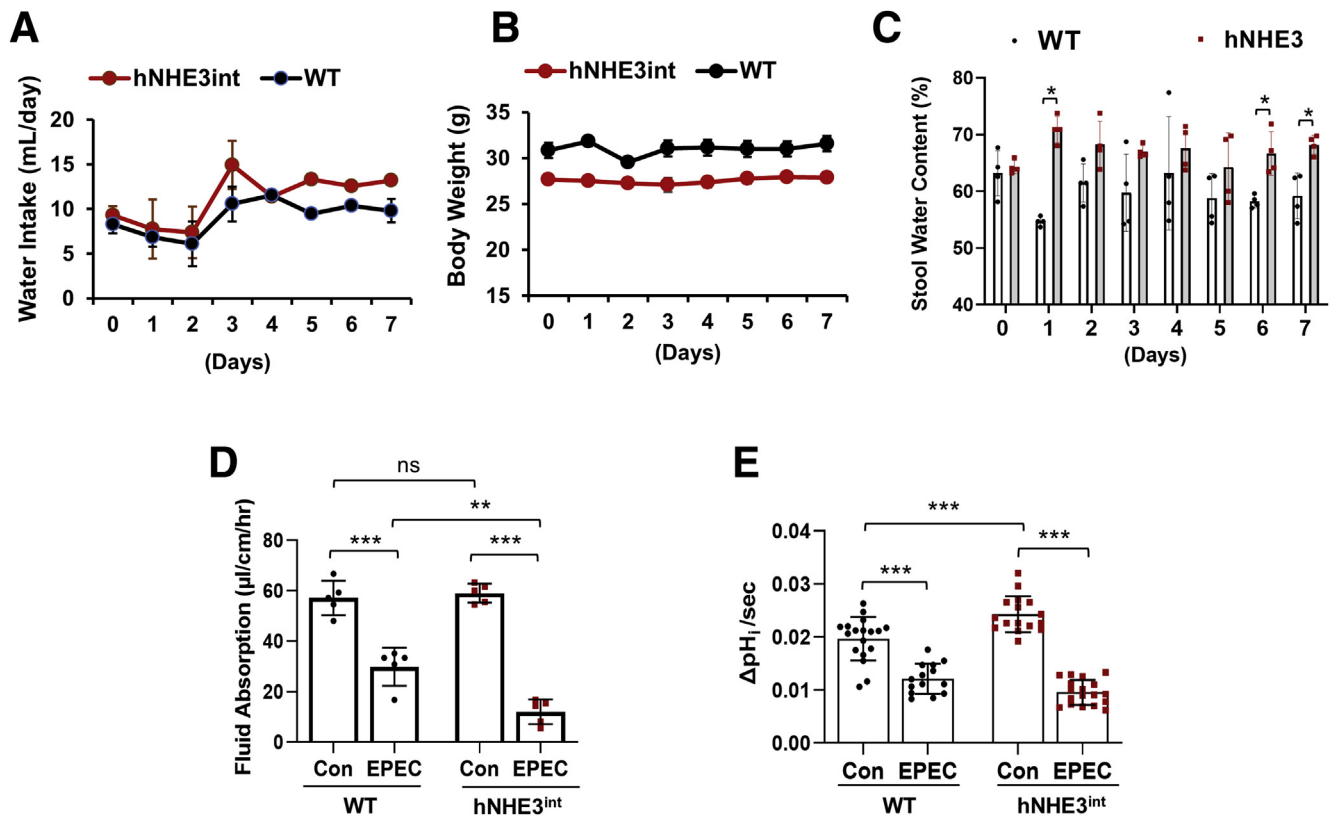 A
hNHE3int
WT
Water Intake (mL/day)
20
15
10
5
0
0 1 2 3 4 5 6 7
(Days)
B
hNHE3int
WT
Body Weight (g)
35
30
25
20
15
0 1 2 3 4 5 6 7
(Days)
C
WT
hNHE3
Stool Water Content (%)
80
70
60
50
40
* * *
0 1 2 3 4 5 6 7
(Days)
D
ns
**
*** ***
Fluid Absorption (µl/cm/hr)
80
60
40
20
0
Con EPEC Con EPEC
WT hNHE3int
E
***
*** ***
ΔpHi /sec
0.04
0.03
0.02
0.01
0.00
Con EPEC Con EPEC
WT hNHE3int